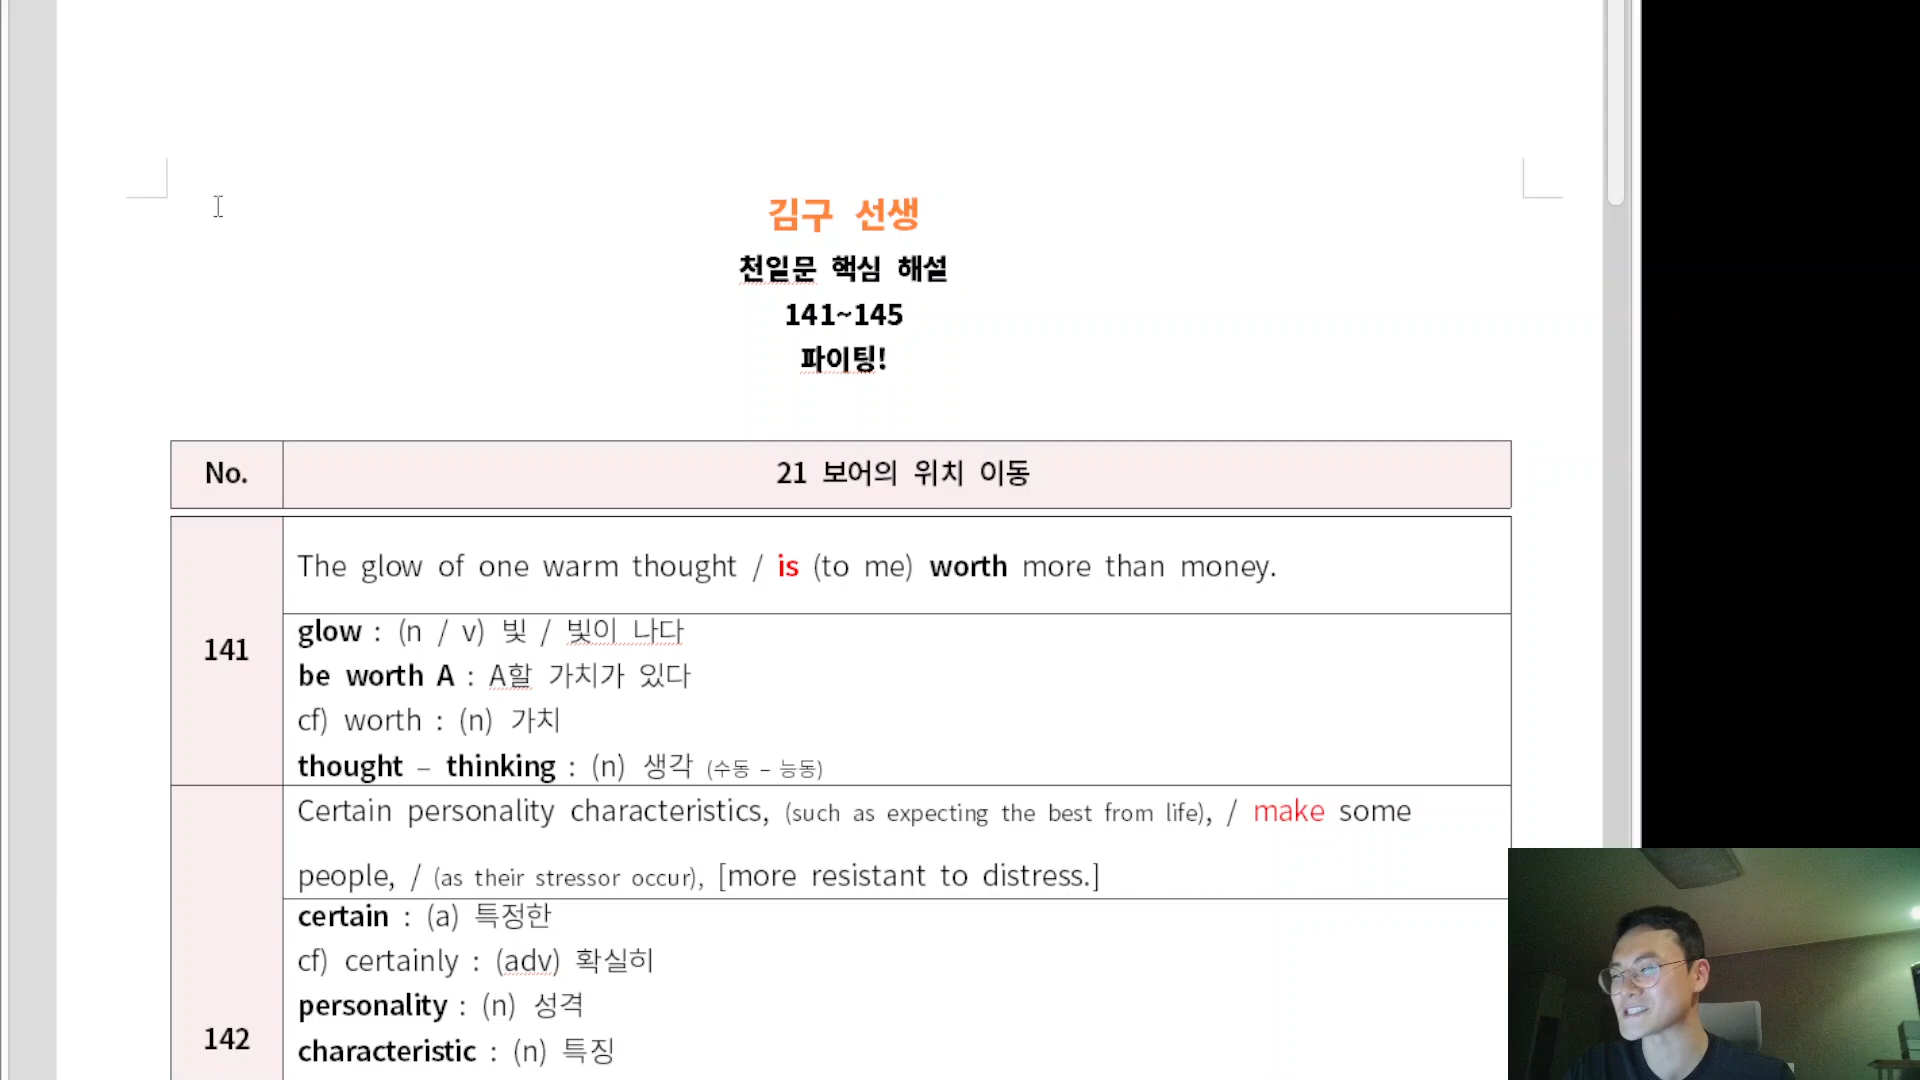 김구 선생
천일문 핵심 해설
141~145
파이팅!
No.
21 보어의 위치 이동
141
The glow of one warm thought / is (to me) worth more than money.
glow : (n / v) 빛 / 빛이 나다
be worth A : A할 가치가 있다
cf) worth : (n) 가치
thought – thinking : (n) 생각 (수동 – 능동)
142
Certain personality characteristics, (such as expecting the best from life), / make some
people, / (as their stressor occur), [more resistant to distress.]
certain : (a) 특정한
cf) certainly : (adv) 확실히
personality : (n) 성격
characteristic : (n) 특징